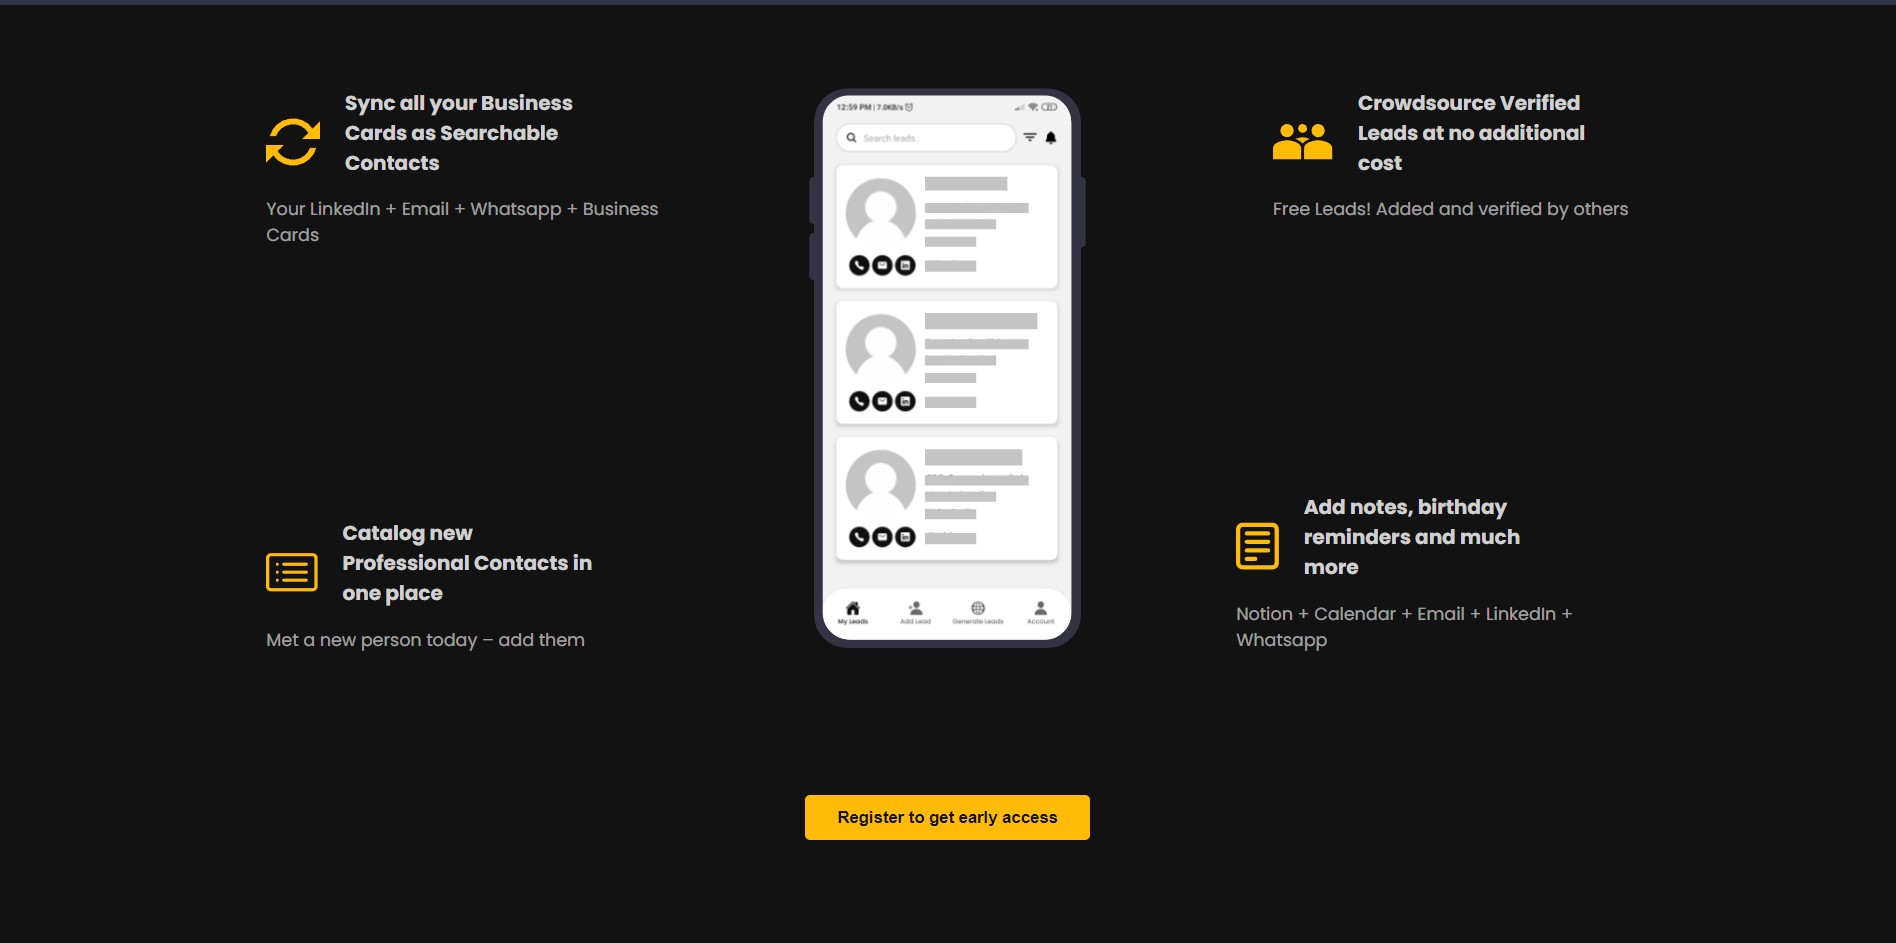 Sync all your Business
Cards as Searchable
Contacts
Your LinkedIn + Email + Whatsapp + Business
Cards
Catalog new
Professional Contacts in
one place
Met a new person today – add them
12:59 PM | 7.0KB/s
Search leads..
My Leads
Add Lead
Generate Leads
Account
Crowdsource Verified
Leads at no additional
cost
Free Leads! Added and verified by others
Add notes, birthday
reminders and much
more
Notion + Calendar + Email + LinkedIn +
Whatsapp
Register to get early access